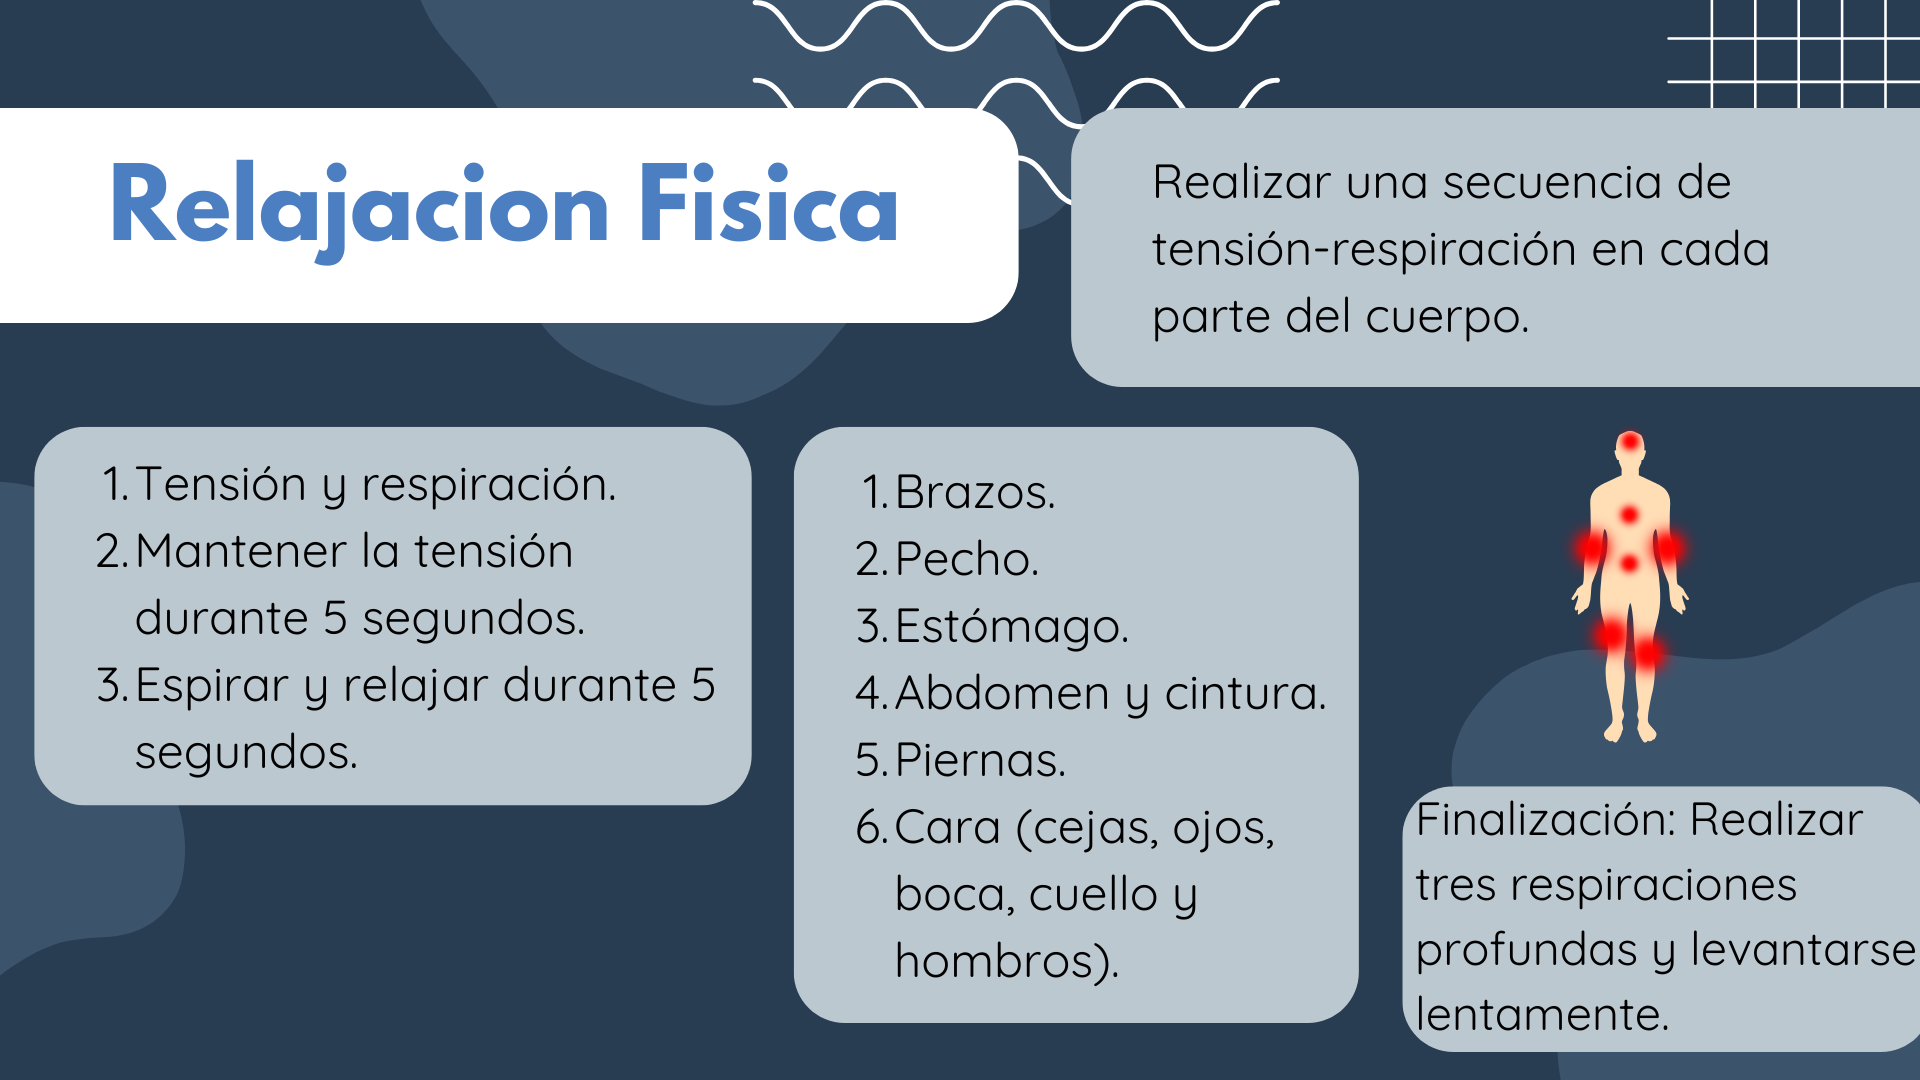 Relajacion Fisica
Realizar una secuencia de
tensión-respiración en cada
parte del cuerpo.
1. Tensión y respiración.
2. Mantener la tensión
durante 5 segundos.
3. Espirar y relajar durante 5
segundos.
1. Brazos.
2. Pecho.
3. Estómago.
4. Abdomen y cintura.
5. Piernas.
6. Cara (cejas, ojos,
boca, cuello y
hombros).
Finalización: Realizar
tres respiraciones
profundas y levantarse
lentamente.